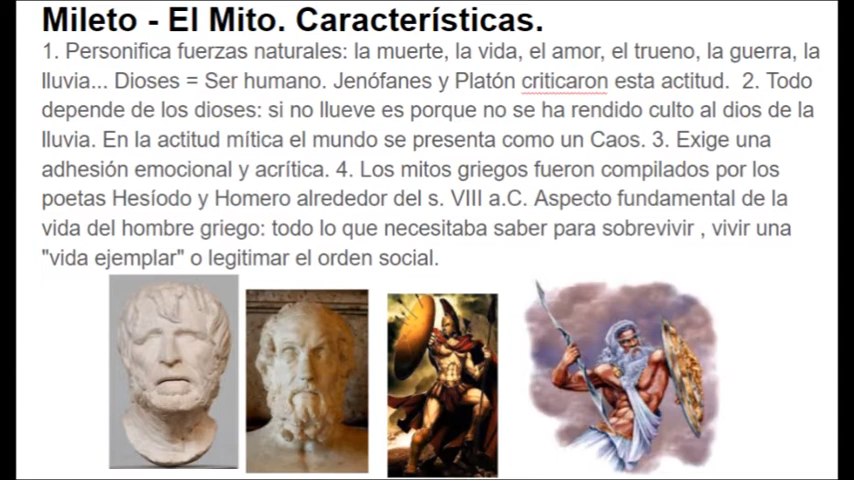 Mileto - El Mito. Características.
1. Personifica fuerzas naturales: la muerte, la vida, el amor, el trueno, la guerra, la
lluvia... Dioses = Ser humano. Jenófanes y Platón criticaron esta actitud.  2. Todo
depende de los dioses: si no llueve es porque no se ha rendido culto al dios de la
lluvia. En la actitud mítica el mundo se presenta como un Caos. 3. Exige una
adhesión emocional y acrítica. 4. Los mitos griegos fueron compilados por los
poetas Hesíodo y Homero alrededor del s. VIII a.C. Aspecto fundamental de la
vida del hombre griego: todo lo que necesitaba saber para sobrevivir , vivir una
"vida ejemplar" o legitimar el orden social.